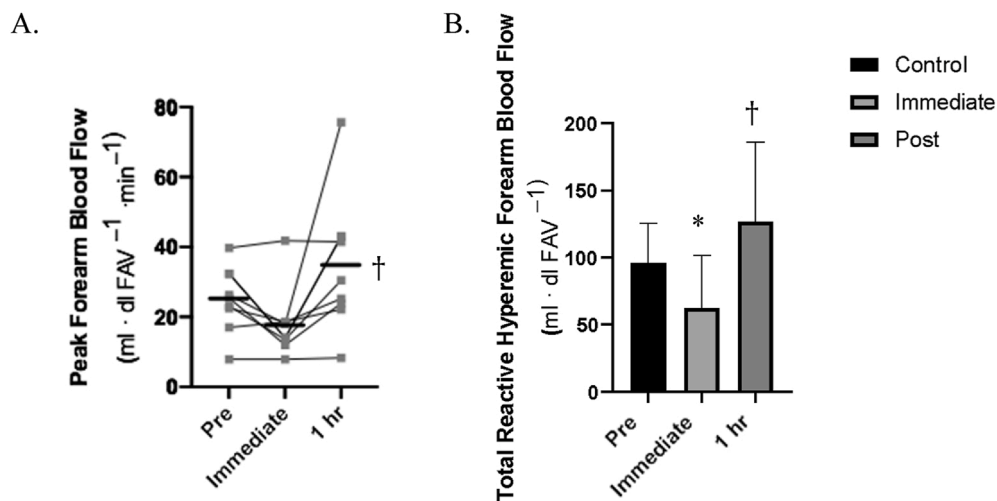 A.
Peak Forearm Blood Flow
(ml · dl FAV⁻¹ ·min⁻¹)
80
60
40
20
0
†
Pre
Immediate
1 hr
B.
Total Reactive Hyperemic Forearm Blood Flow
(ml · dl FAV⁻¹)
200
150
100
50
0
*
†
Pre
Immediate
1 hr
Control
Immediate
Post